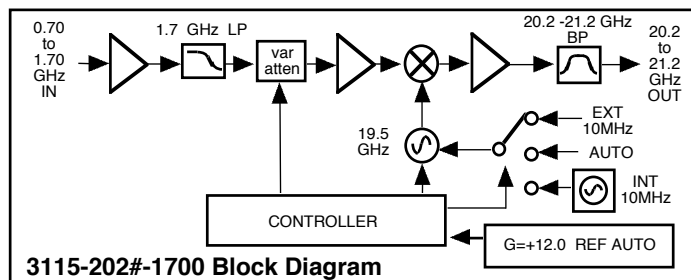 0.70
to
1.70
GHz
IN
1.7 GHz LP
var
atten
20.2 -21.2 GHz
BP
20.2
to
21.2
GHz
OUT
19.5
GHz
EXT
10MHz
AUTO
INT
10MHz
CONTROLLER
G=+12.0 REF AUTO
3115-202#-1700 Block Diagram